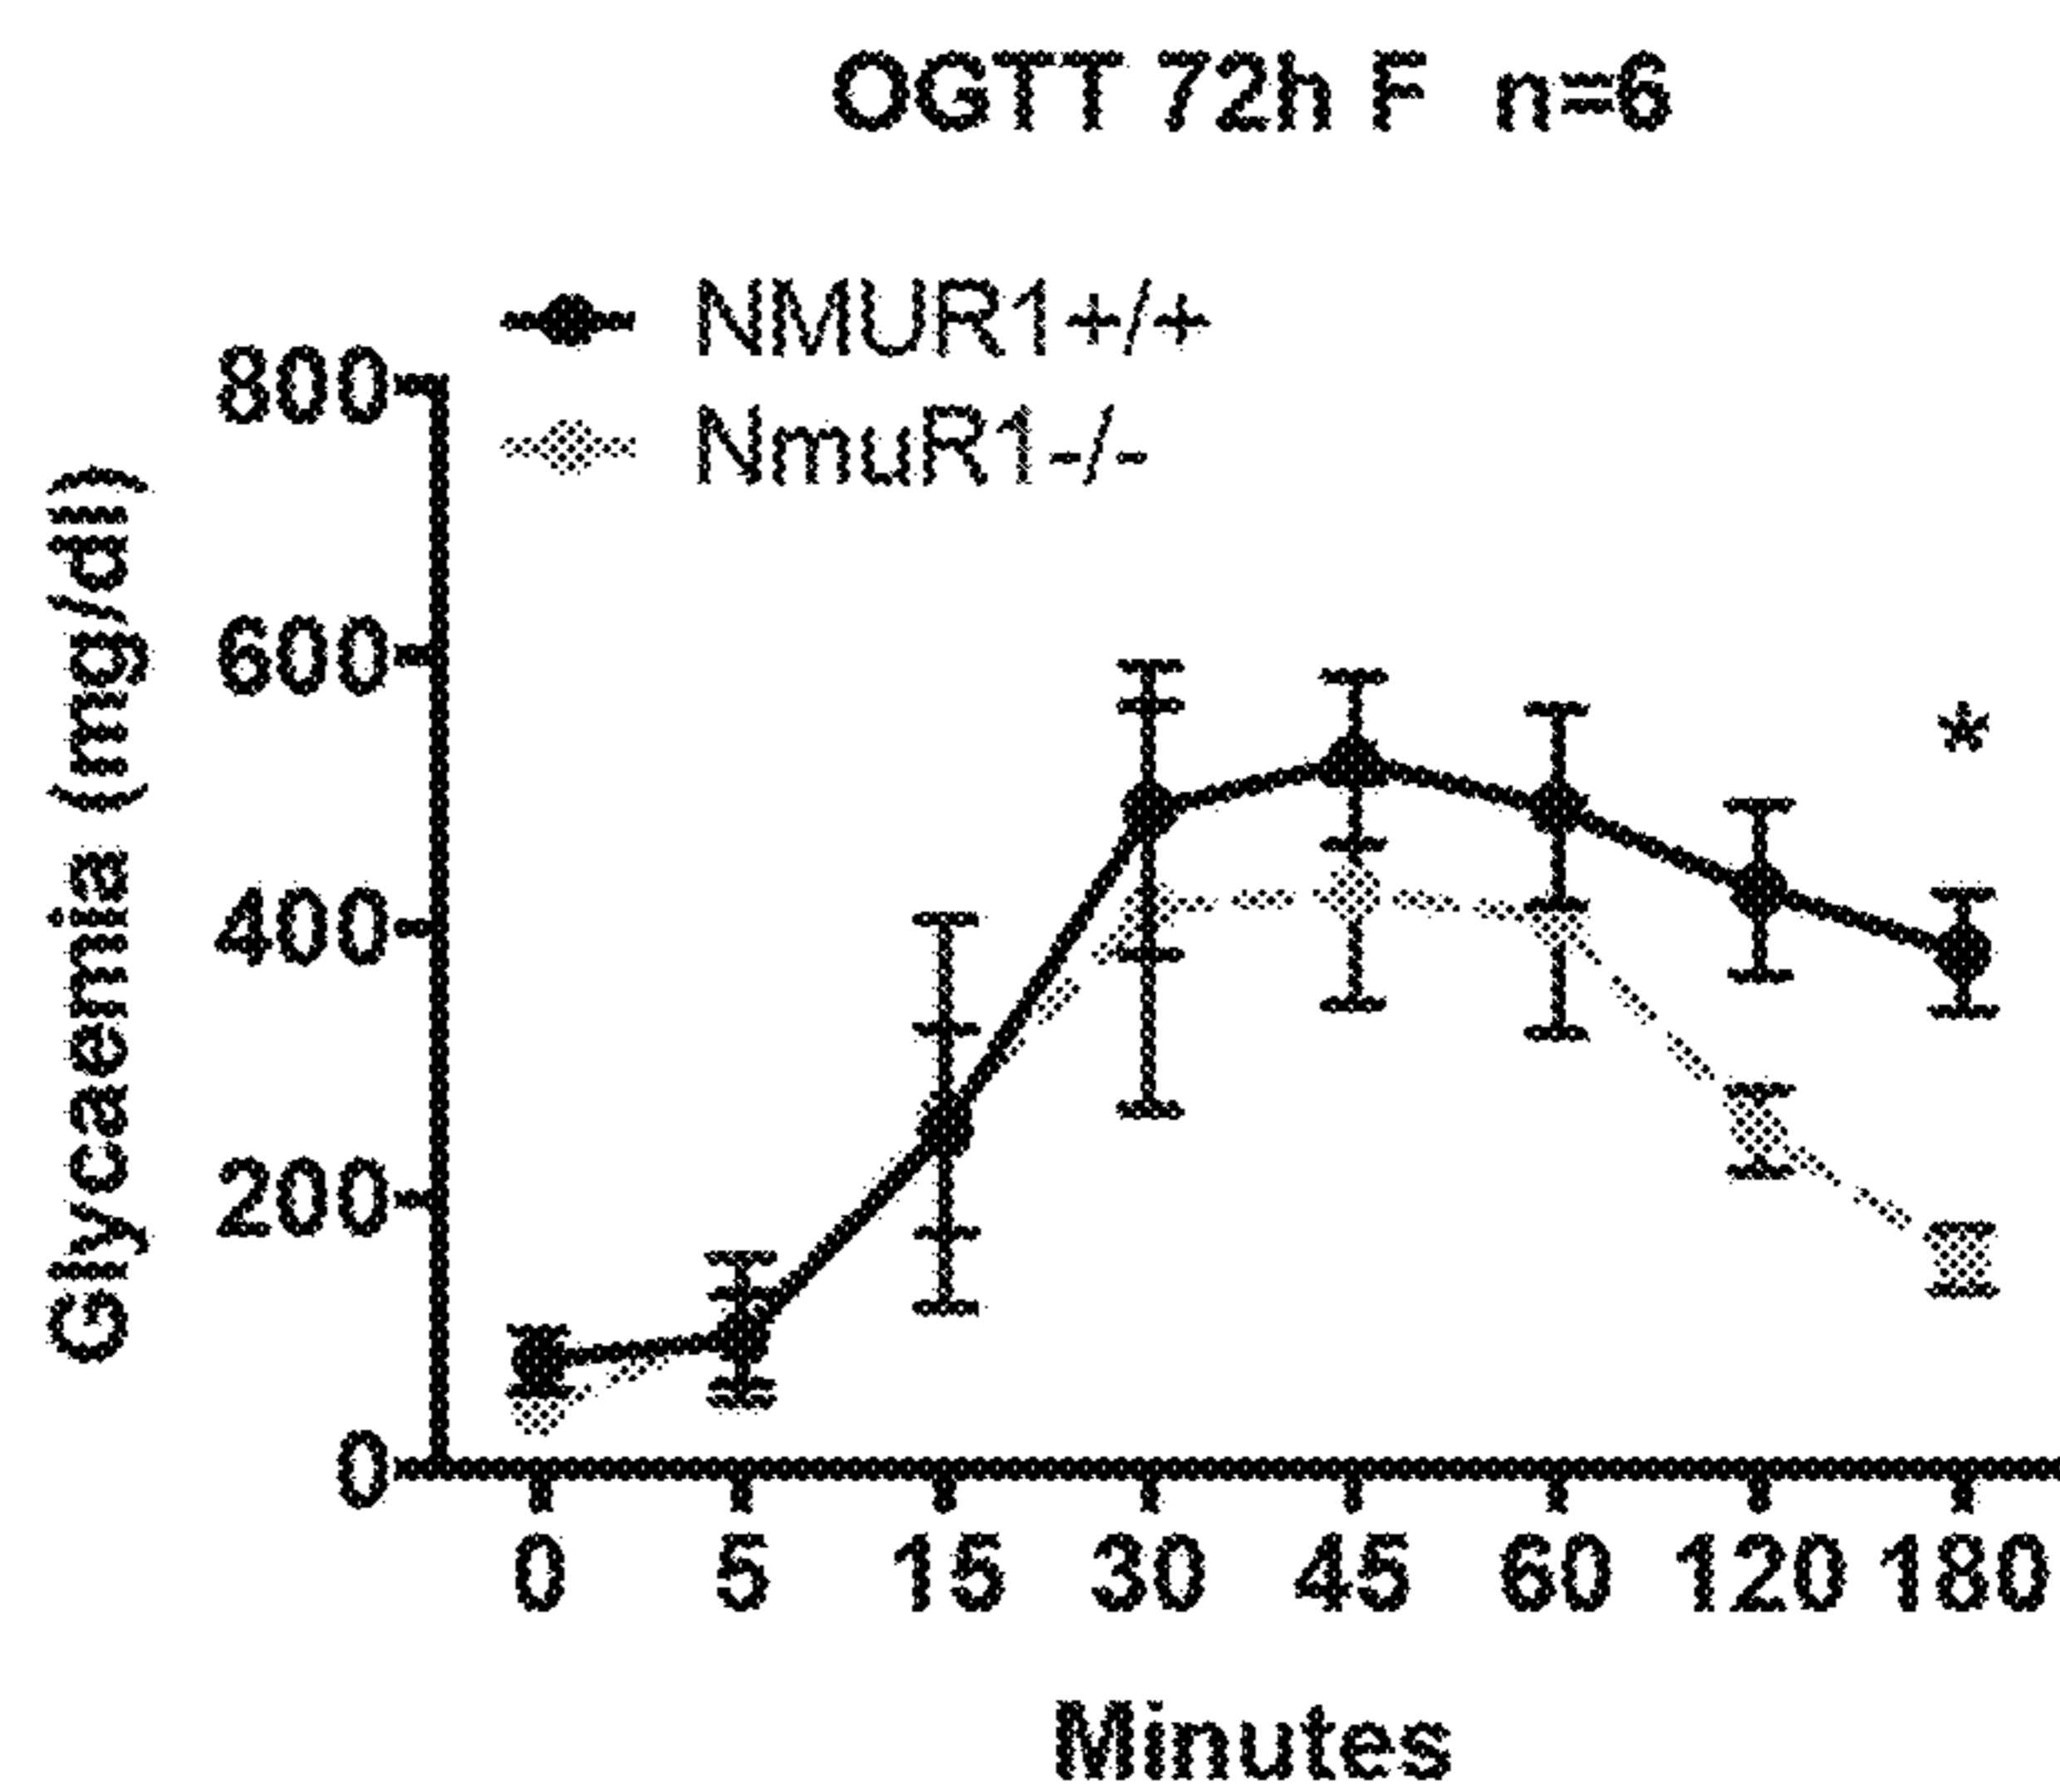 OGTT 72h F n=6
NMUR1+/+
NmuR1-/-
Glycaemia (mg/dl)
800
600
400
200
0
*
0 5 15 30 45 60 120 180
Minutes